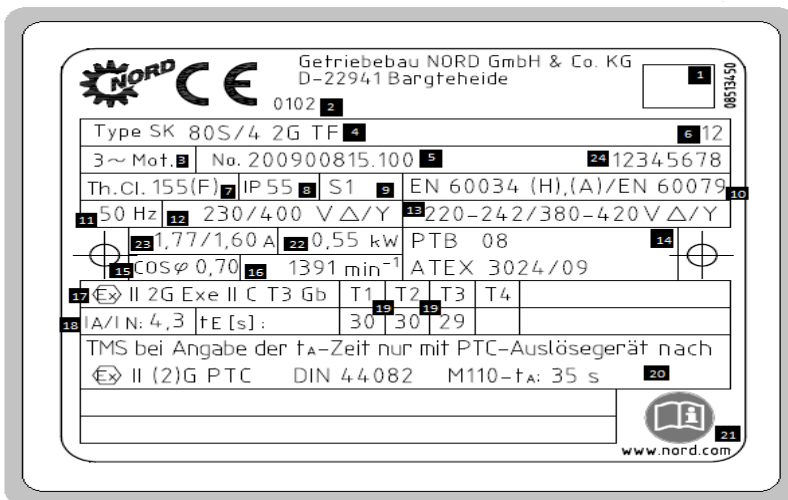 NORD CE Getriebebau NORD GmbH & Co. KG 1
D-22941 Bargteheide
0102 2
08513450
Type SK 80S/4 2G TF 4 6 12
3~ Mot. 3 No. 200900815.100 5 24 12345678
Th.Cl. 155(F) 7 IP 55 8 S1 9 EN 60034 (H),(A)/EN 60079 10
11 50 Hz 12 230/400 V △/Y 13 220-242/380-420V △/Y
23 1,77/1,60 A 22 0,55 kW PTB 08 14
15 cosφ 0,70 16 1391 min⁻¹ ATEX 3024/09
17 Ex II 2G Exe II C T3 Gb T1 T2 T3 T4
19 19
18 IA/IN: 4,3 tE [s]: 30 30 29
TMS bei Angabe der tA-Zeit nur mit PTC-Auslösegerät nach
Ex II (2)G PTC DIN 44082 M110-tA: 35 s 20
i
21
www.nord.com